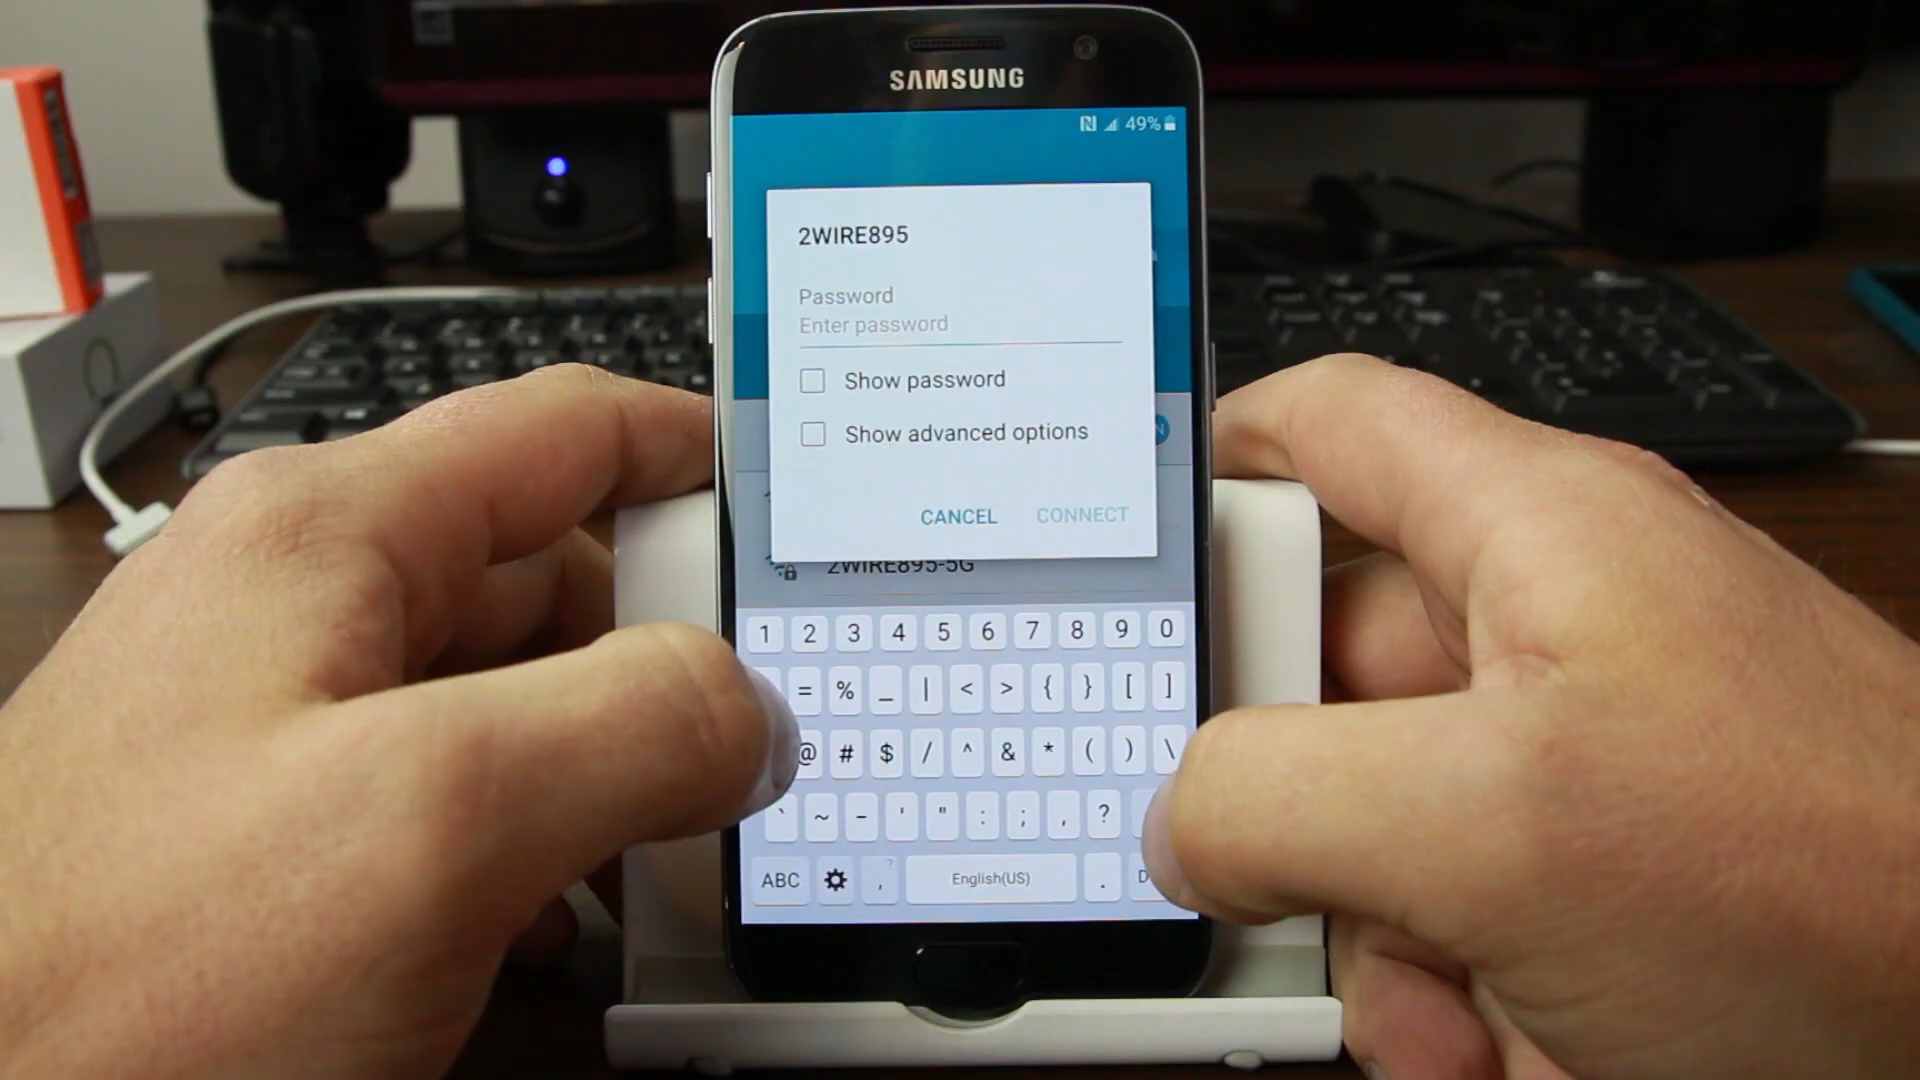 SAMSUNG
49%
2WIRE895
Password
Enter password
Show password
Show advanced options
CANCEL CONNECT
2WIRE895-5G
1 2 3 4 5 6 7 8 9 0
= % _ | < > { } [ ]
@ # $ / ^ & * ( ) \
` ~ - ' " : ; , ?
ABC , ? English(US) .